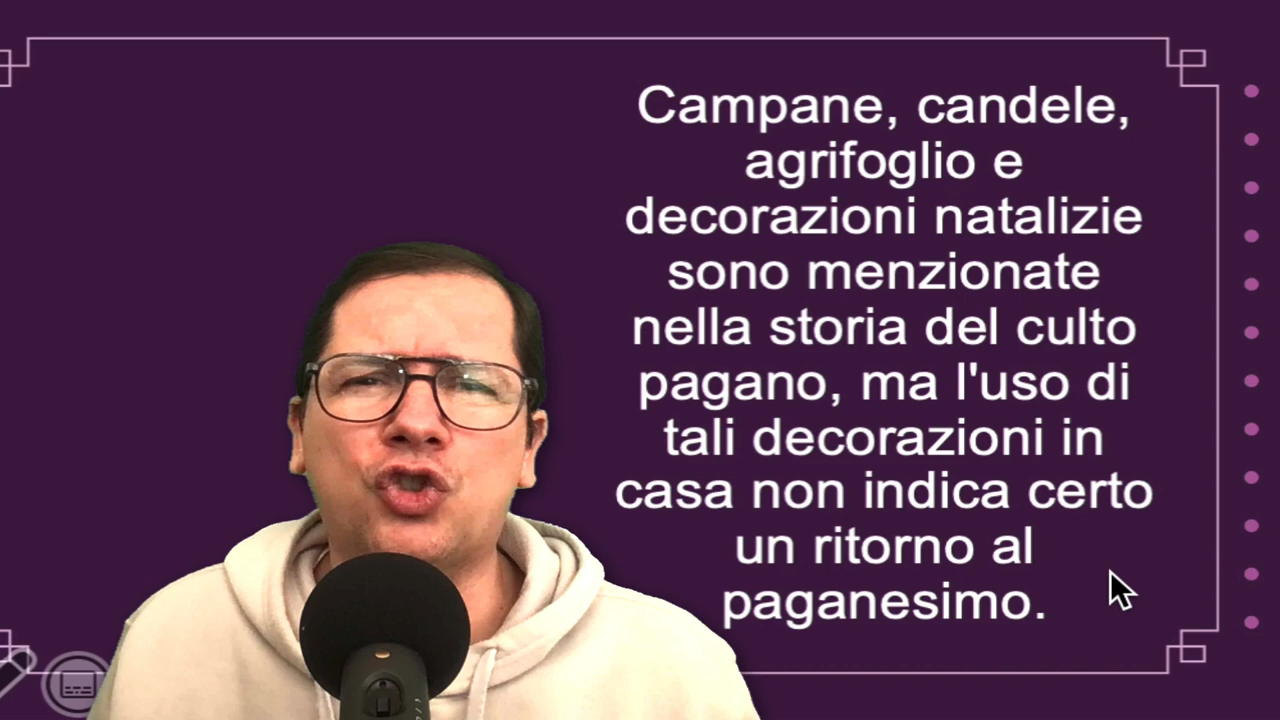 Campane, candele,
agrifoglio e
decorazioni natalizie
sono menzionate
nella storia del culto
pagano, ma l'uso di
tali decorazioni in
casa non indica certo
un ritorno al
paganesimo.